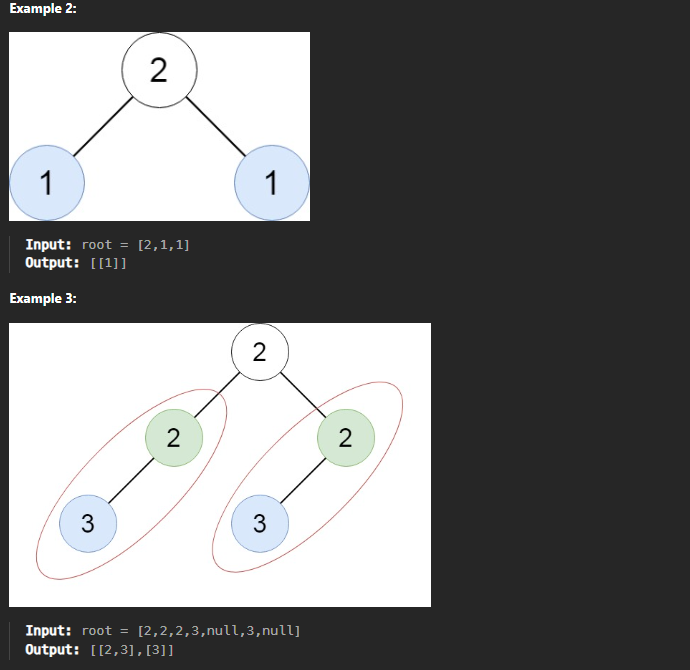 Example 2:
2
1 1
Input: root = [2,1,1]
Output: [[1]]
Example 3:
2
2 2
3 3
Input: root = [2,2,2,3,null,3,null]
Output: [[2,3],[3]]